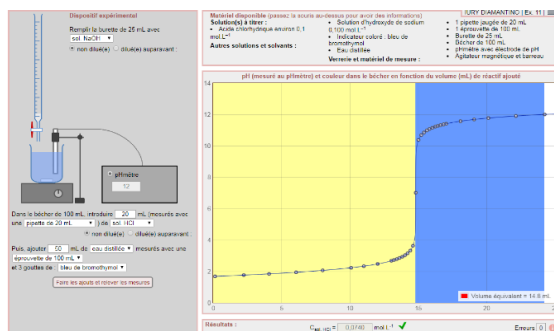 IURY D'AMANTINO | Ex. 11 |
Dispositif expérimental
Remplir la burette de 25 mL avec
sol. NaOH
non dilué(e) dilué(e) auparavant :
pHmètre
12
Dans le bécher de 100 mL, introduire 20 mL (mesurés avec
une pipette de 20 mL ) de sol. HCl
non dilué(e) dilué(e) auparavant :
Puis, ajouter 50 mL de eau distillée mesurés avec une
éprouvette de 100 mL
et 3 gouttes de bleu de bromothymol
Faire les ajouts et relever les mesures
Matériel disponible (passez la souris au-dessus pour avoir des informations)
Solution(s) à titrer :
• Acide chlorhydrique environ 0,1
mol.L⁻¹
Autres solutions et solvants :
• Solution d'hydroxyde de sodium
0,100 mol.L⁻¹
• Indicateur coloré : bleu de
bromothymol
• Eau distillée
Verrerie et matériel de mesure :
• 1 pipette jaugée de 20 mL
• 1 éprouvette de 100 mL
• Burette de 25 mL
• Bécher de 100 mL
• pHmètre avec électrode de pH
• Agitateur magnétique et barreau
pH (mesuré au pHmètre) et couleur dans le bécher en fonction du volume (mL) de réactif ajouté
14
12
10
8
6
4
2
0
0
5
10
15
20
Volume équivalent = 14.8 mL
Résultats :
C sol. HCl = 0,0740 mol.L⁻¹
Erreurs 0